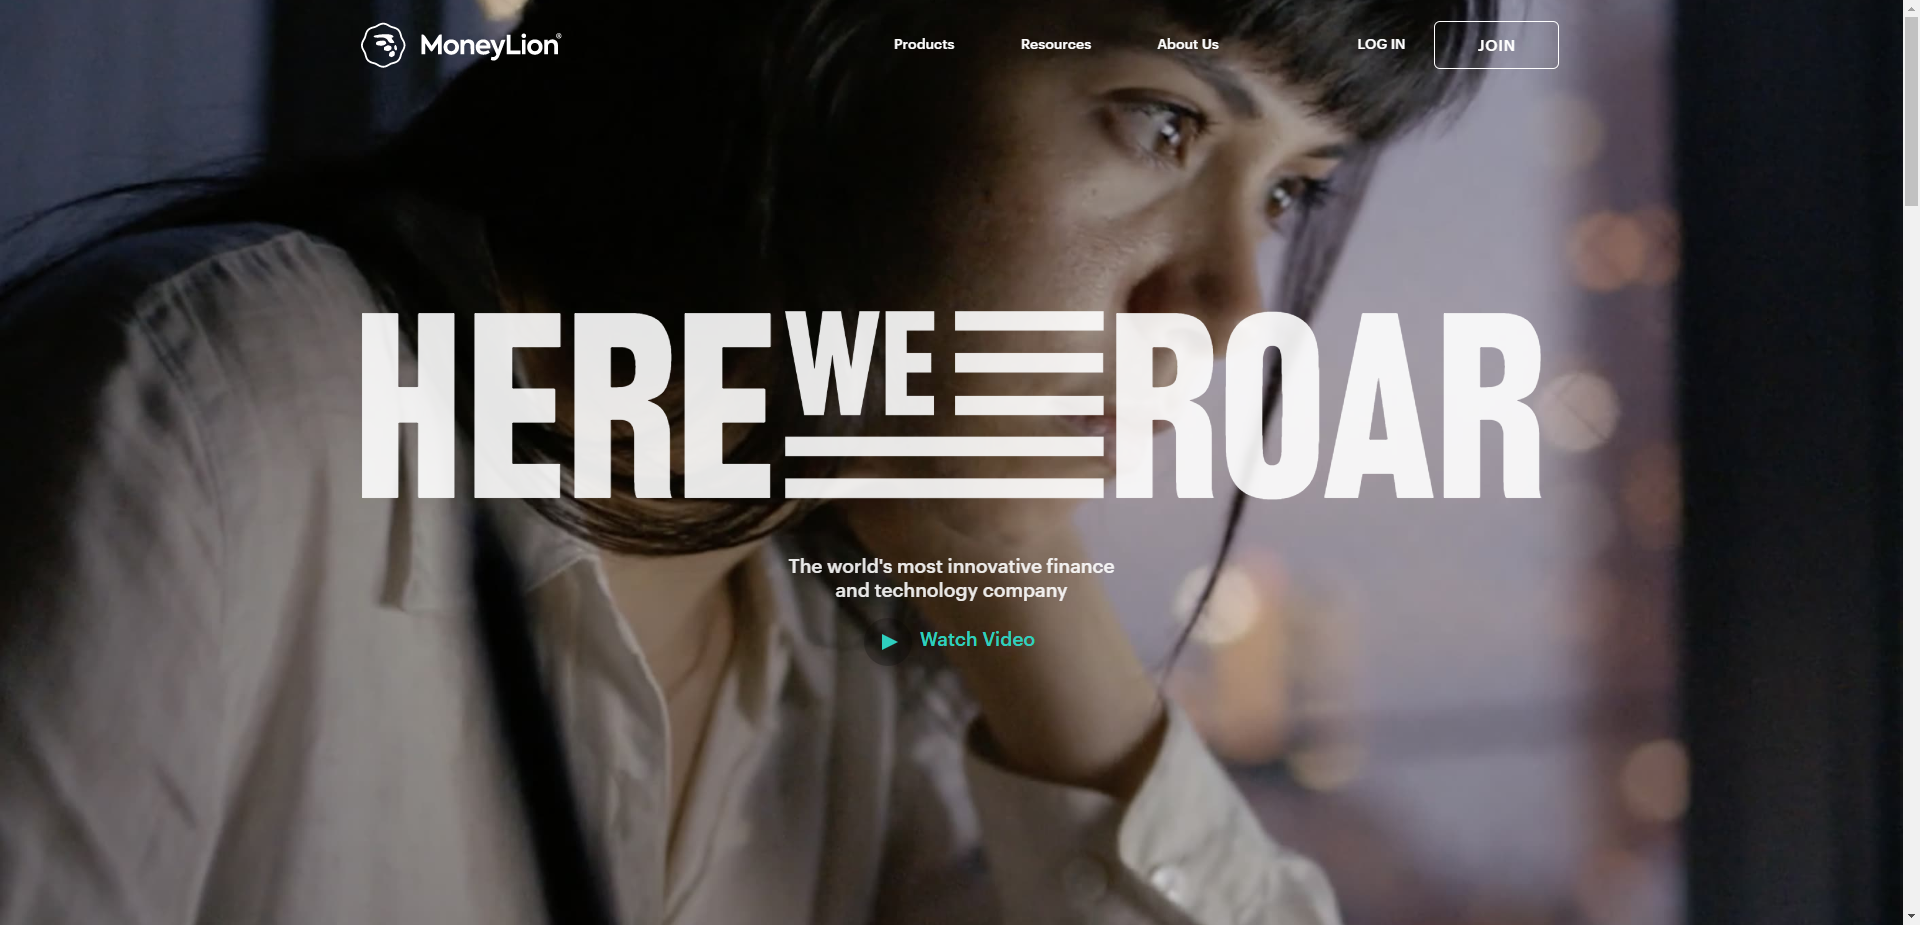 MoneyLion®
Products
Resources
About Us
LOG IN
JOIN
HERE WE ROAR
The world's most innovative finance
and technology company
Watch Video